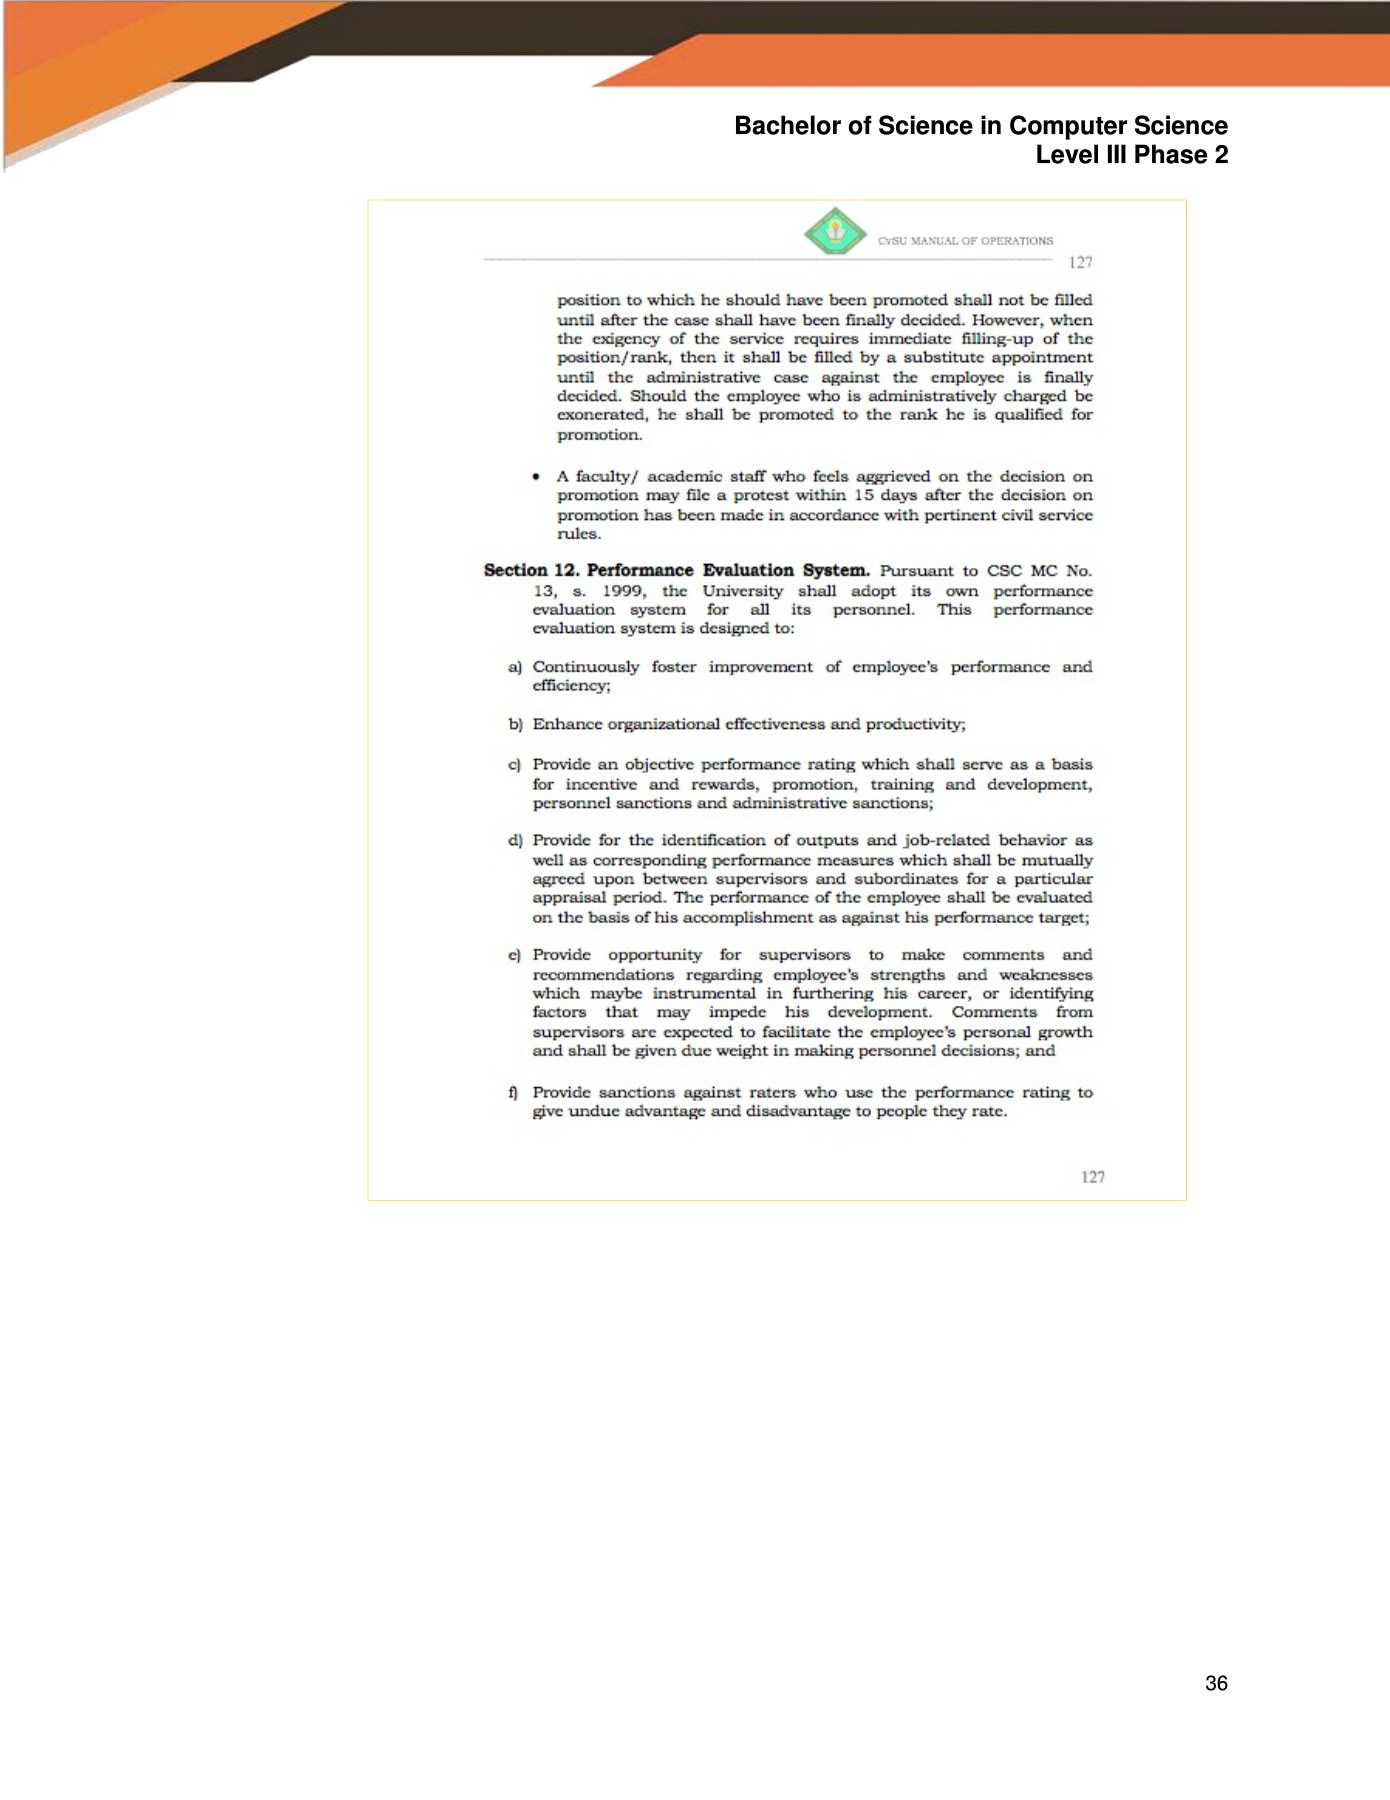 Bachelor of Science in Computer Science
Level III Phase 2
CvSU MANUAL OF OPERATIONS
127
position to which he should have been promoted shall not be filled
until after the case shall have been finally decided. However, when
the exigency of the service requires immediate filling-up of the
position/rank, then it shall be filled by a substitute appointment
until the administrative case against the employee is finally
decided. Should the employee who is administratively charged be
exonerated, he shall be promoted to the rank he is qualified for
promotion.
• A faculty/ academic staff who feels aggrieved on the decision on
promotion may file a protest within 15 days after the decision on
promotion has been made in accordance with pertinent civil service
rules.
Section 12. Performance Evaluation System. Pursuant to CSC MC No.
13, s. 1999, the University shall adopt its own performance
evaluation system for all its personnel. This performance
evaluation system is designed to:
a) Continuously foster improvement of employee's performance and
efficiency;
b) Enhance organizational effectiveness and productivity;
c) Provide an objective performance rating which shall serve as a basis
for incentive and rewards, promotion, training and development,
personnel sanctions and administrative sanctions;
d) Provide for the identification of outputs and job-related behavior as
well as corresponding performance measures which shall be mutually
agreed upon between supervisors and subordinates for a particular
appraisal period. The performance of the employee shall be evaluated
on the basis of his accomplishment as against his performance target;
e) Provide opportunity for supervisors to make comments and
recommendations regarding employee's strengths and weaknesses
which maybe instrumental in furthering his career, or identifying
factors that may impede his development. Comments from
supervisors are expected to facilitate the employee's personal growth
and shall be given due weight in making personnel decisions; and
f) Provide sanctions against raters who use the performance rating to
give undue advantage and disadvantage to people they rate.
127
36